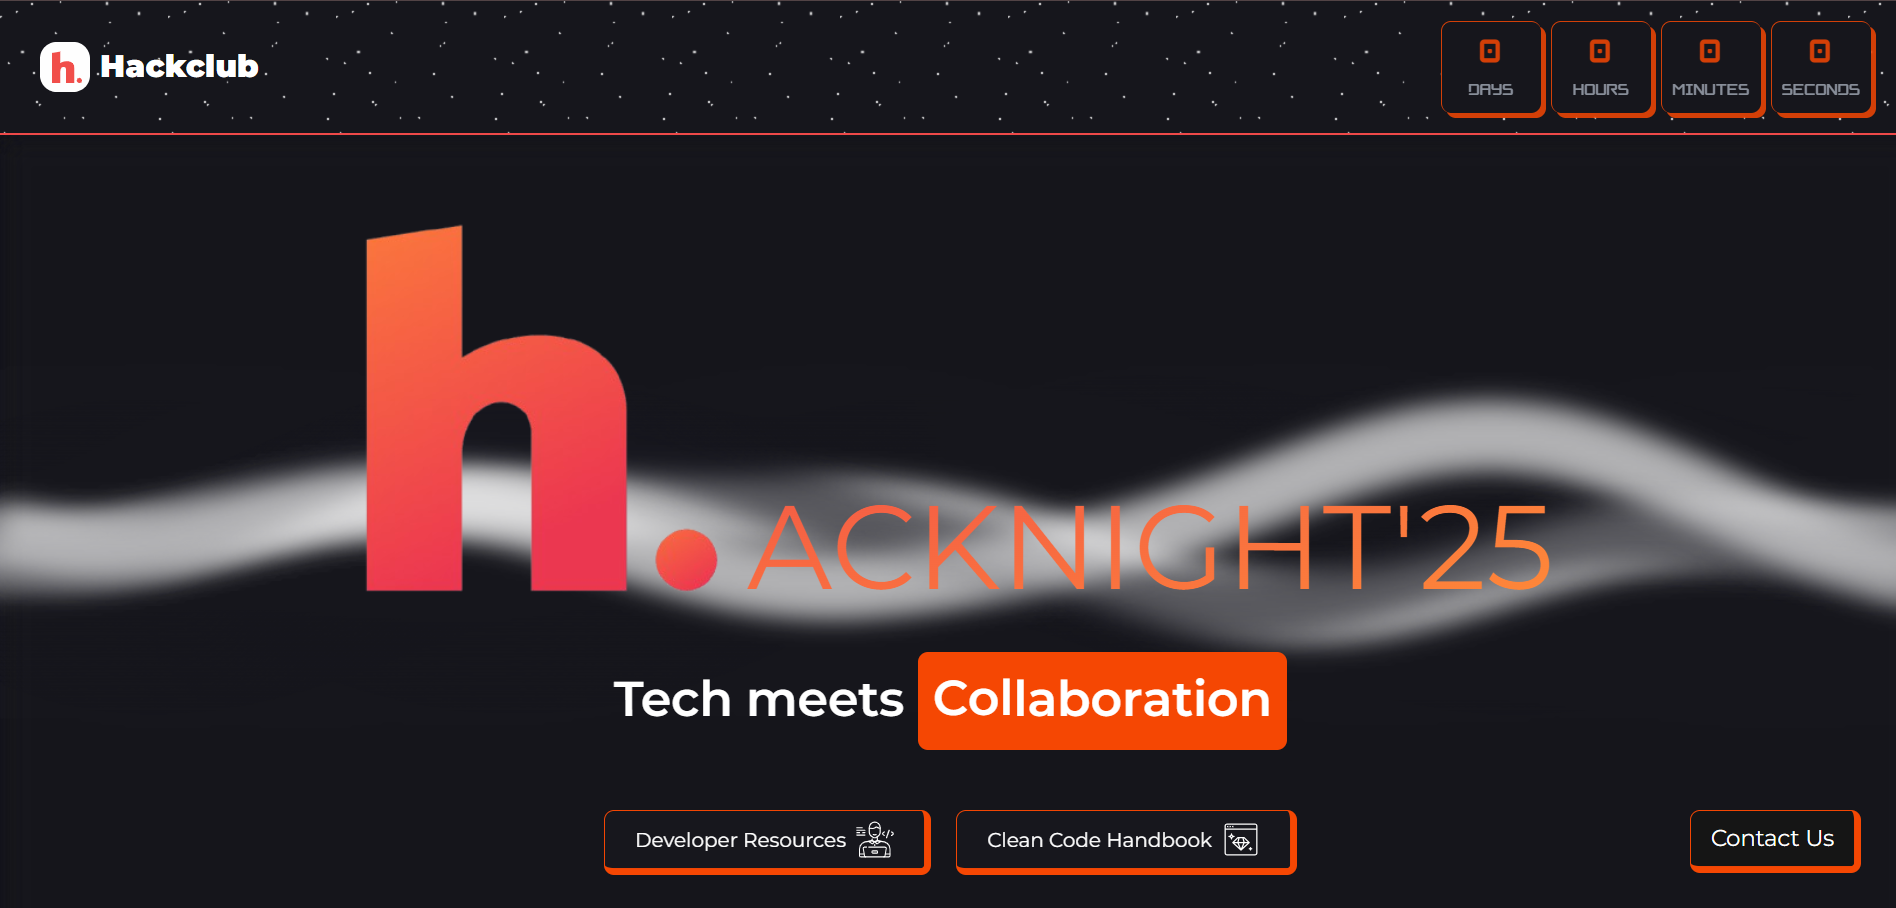 h. Hackclub
0 0 0 0
DAYS HOURS MINUTES SECONDS
h.ACKNIGHT'25
Tech meets Collaboration
Developer Resources Clean Code Handbook Contact Us